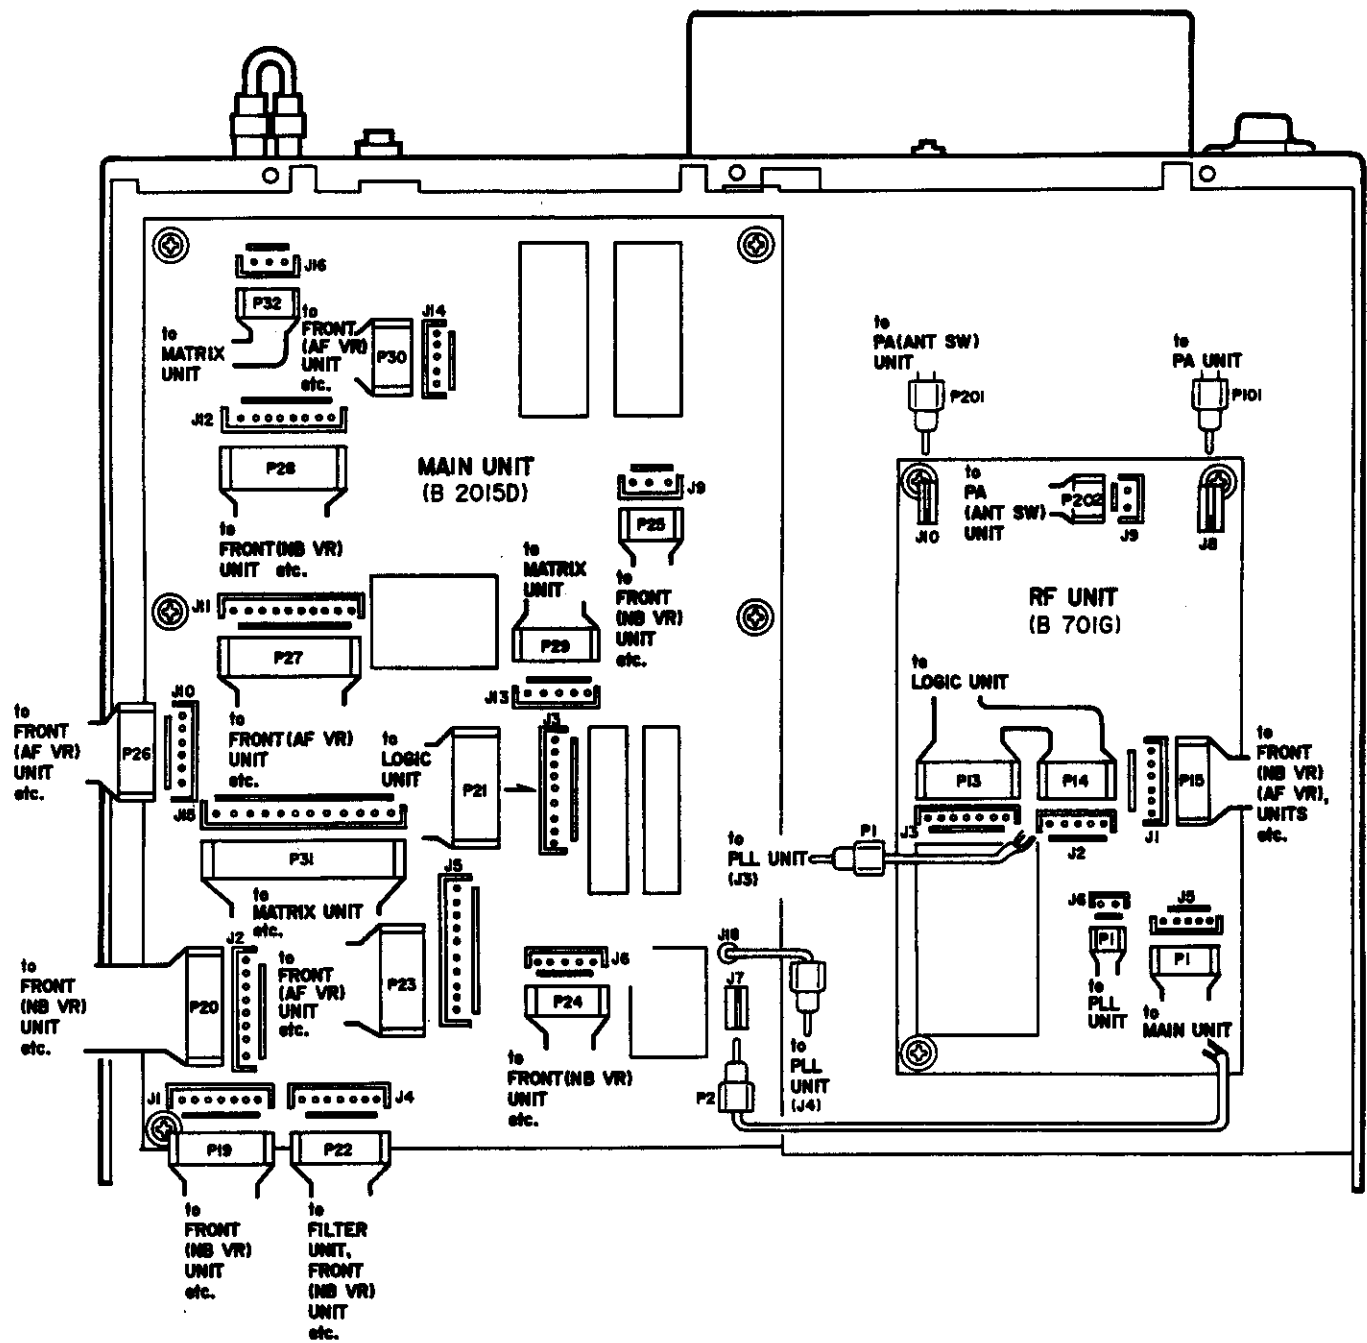 J16
P32
to
MATRIX
UNIT
to
FRONT
(AF VR)
UNIT
etc.
P30
J14
J12
P28
to
FRONT(NB VR)
UNIT etc.
MAIN UNIT
(B 2015D)
J9
P25
to
FRONT
(NB VR)
UNIT
etc.
to
MATRIX
UNIT
P29
J13
J11
P27
to
FRONT(AF VR)
UNIT
etc.
J10
P26
to
FRONT
(AF VR)
UNIT
etc.
to
LOGIC
UNIT
P21
J3
J15
P31
to
MATRIX UNIT
etc.
J5
J2
P20
to
FRONT
(NB VR)
UNIT
etc.
to
FRONT
(AF VR)
UNIT
etc.
P23
J6
P24
to
FRONT(NB VR)
UNIT
etc.
J18
J7
P2
to
PLL
UNIT
(J4)
J1
P19
to
FRONT
(NB VR)
UNIT
etc.
J4
P22
to
FILTER
UNIT,
FRONT
(NB VR)
UNIT
etc.
to
PA(ANT SW)
UNIT
P201
to
PA UNIT
P101
J10
to
PA
(ANT SW)
UNIT
P202
J9
J8
RF UNIT
(B 701G)
to
LOGIC UNIT
P13
P14
P15
to
FRONT
(NB VR)
(AF VR),
UNITS
etc.
J3
J2
J1
to
PLL UNIT
(J3)
P1
J6
P1
to
PLL
UNIT
J5
P1
to
MAIN UNIT